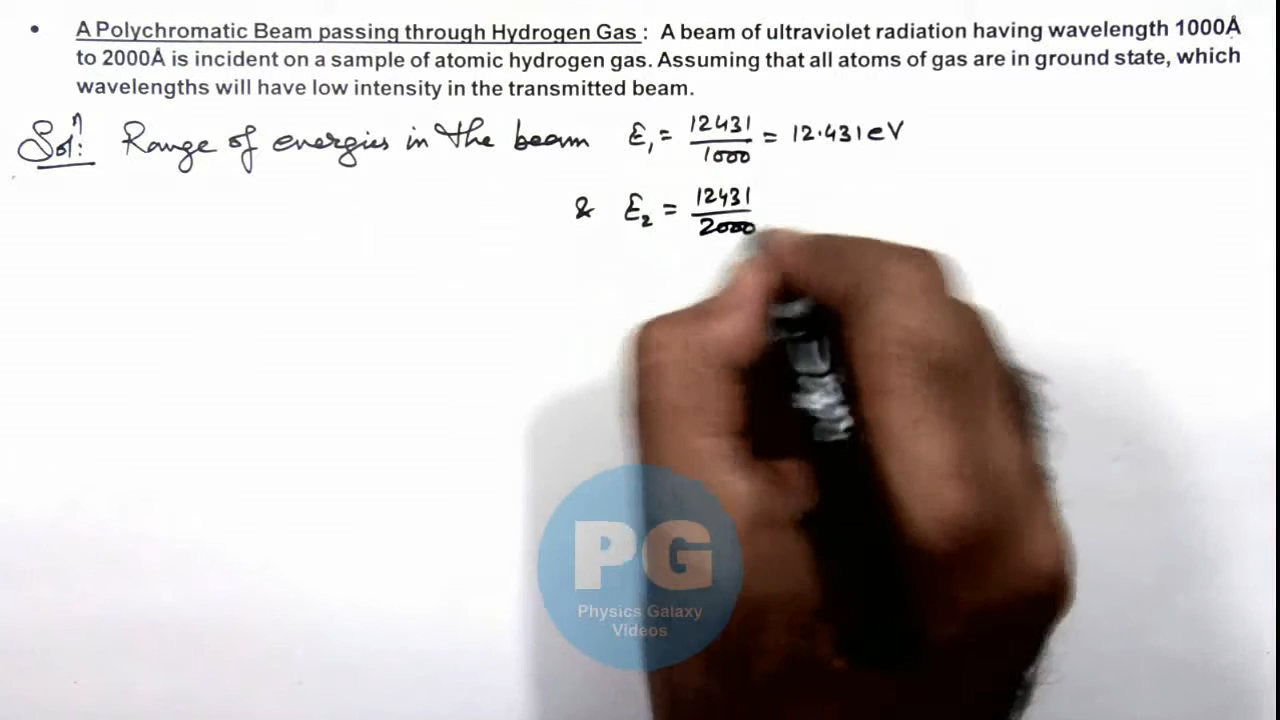 • A Polychromatic Beam passing through Hydrogen Gas : A beam of ultraviolet radiation having wavelength 1000Å
to 2000Å is incident on a sample of atomic hydrogen gas. Assuming that all atoms of gas are in ground state, which
wavelengths will have low intensity in the transmitted beam.
Solⁿ: Range of energies in the beam E₁ = 12431/1000 = 12.431 eV
& E₂ = 12431/2000
PG
Physics Galaxy
Videos